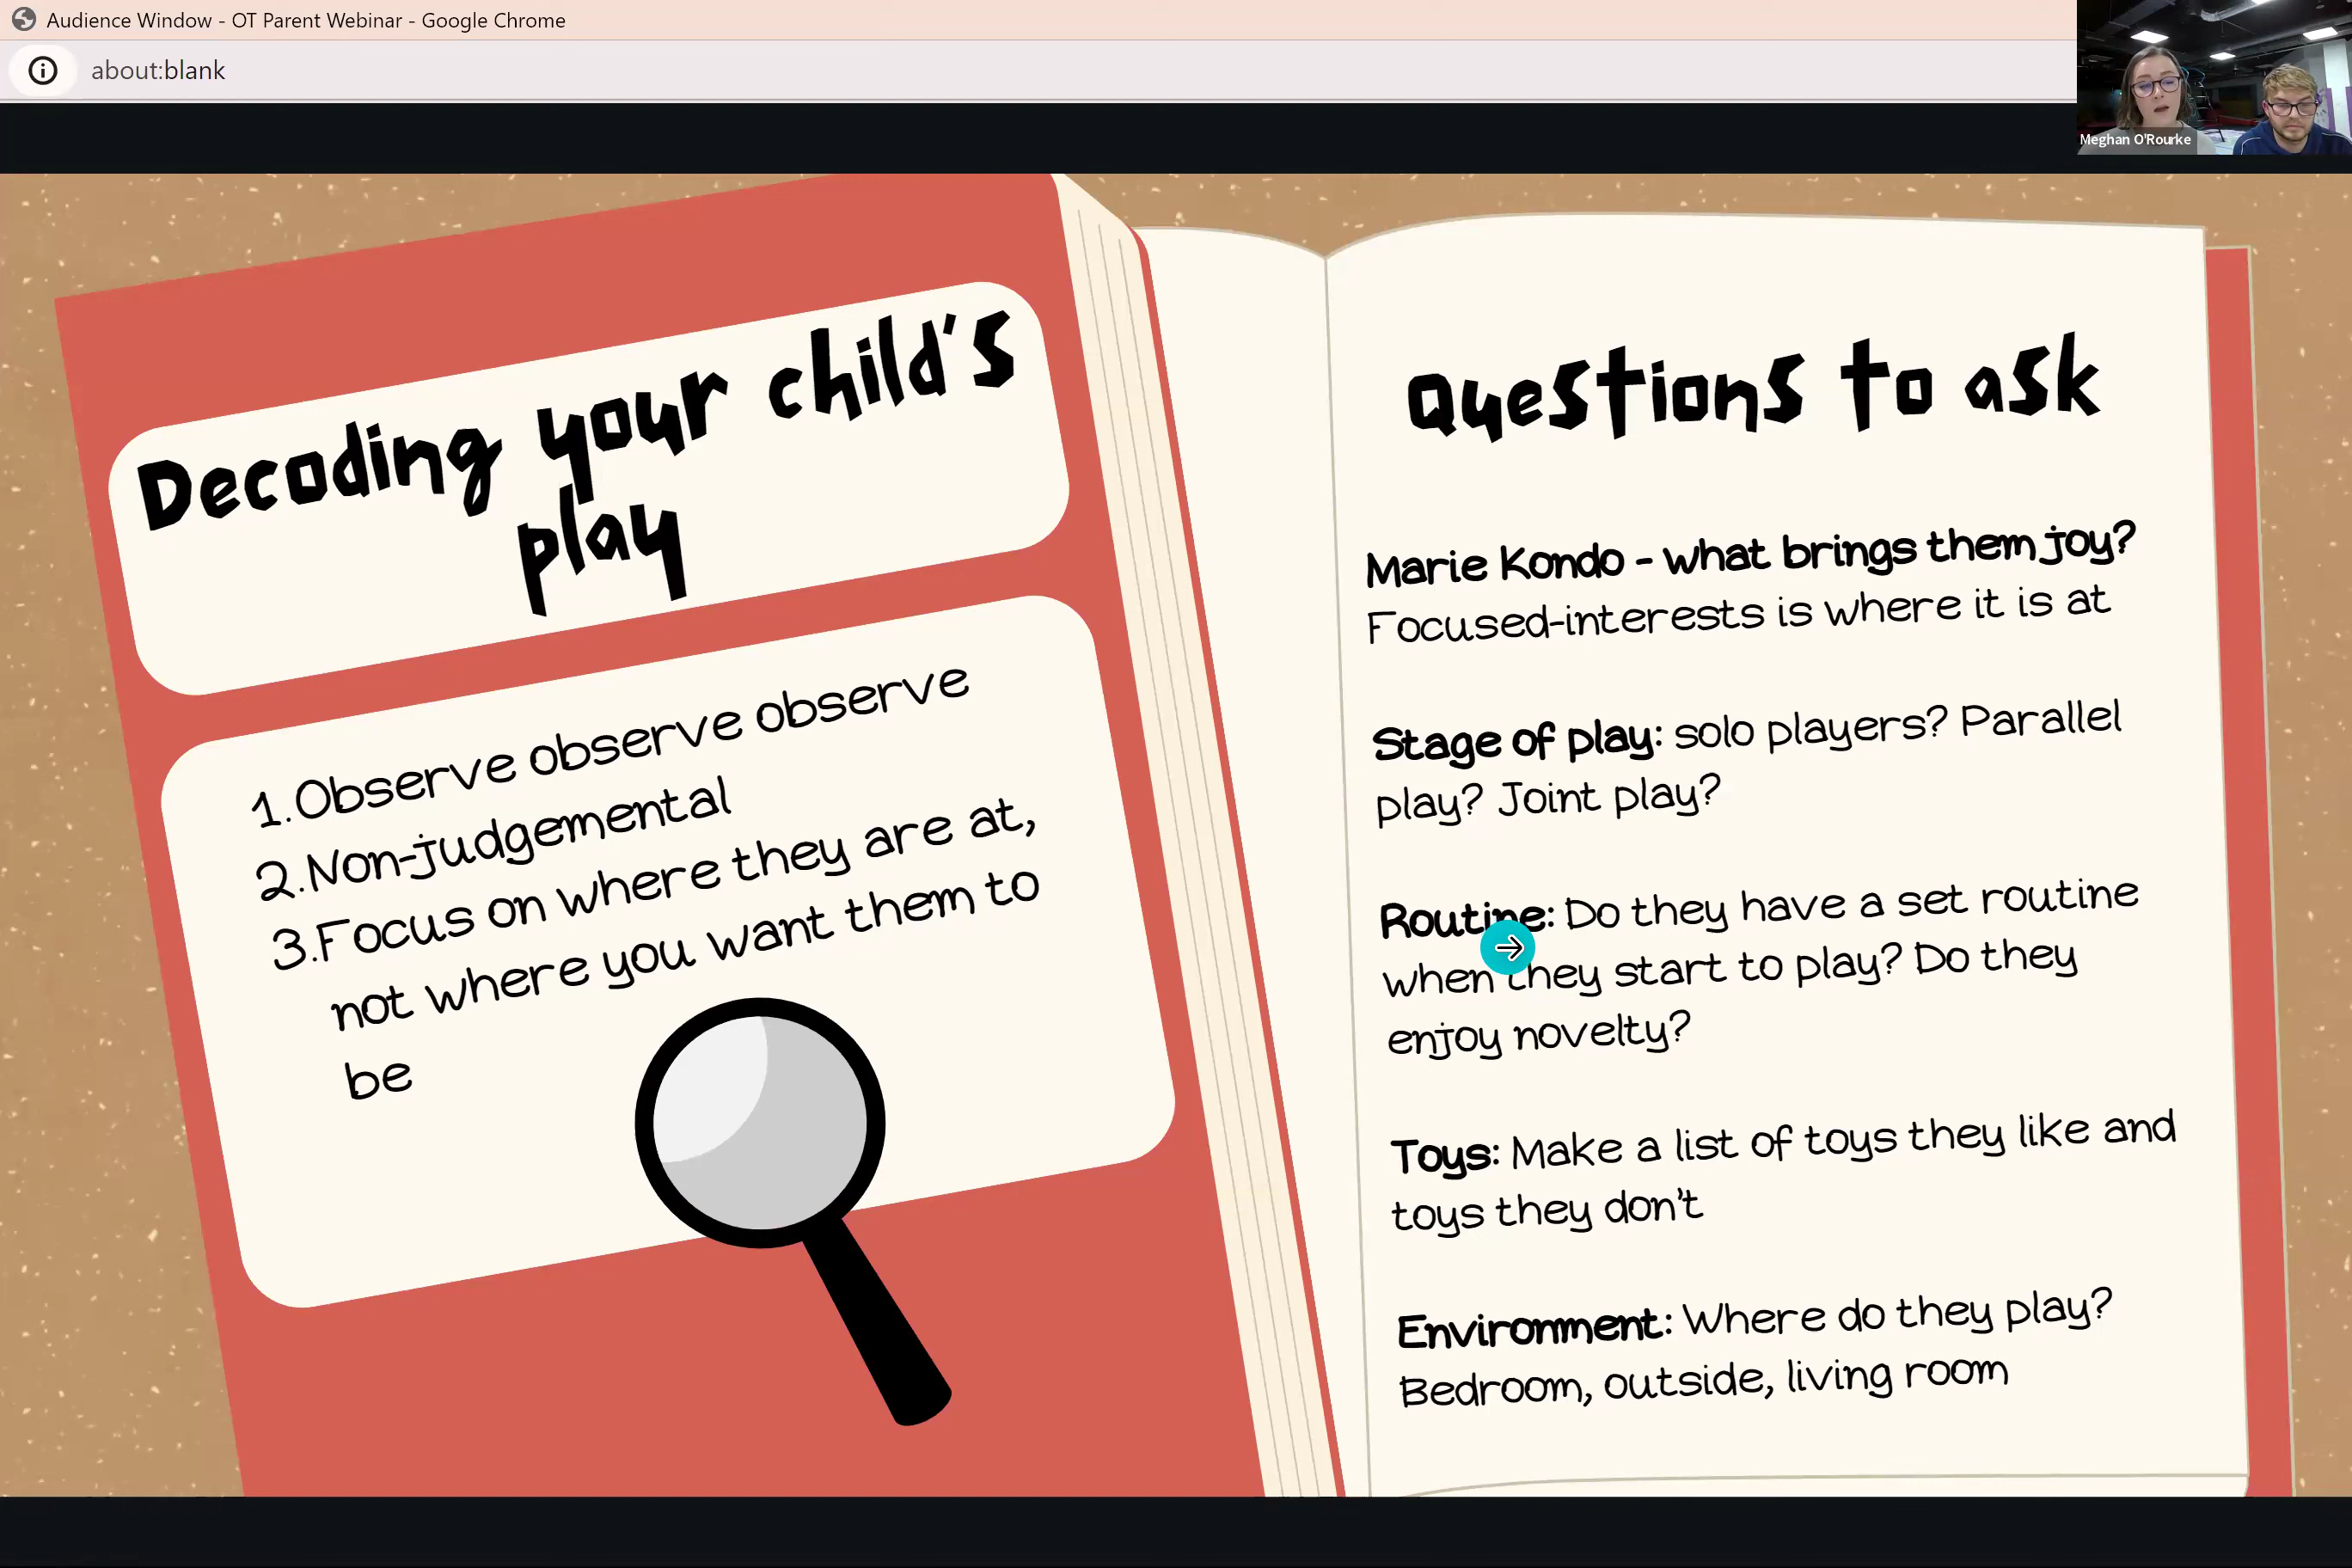 Audience Window - OT Parent Webinar - Google Chrome
about:blank
Meghan O'Rourke
Decoding your child's
play
1.Observe observe observe
2.Non-judgemental
3.Focus on where they are at,
not where you want them to
be
Questions to ask
Marie Kondo - what brings them joy?
Focused-interests is where it is at
Stage of play: solo players? Parallel
play? Joint play?
Routine: Do they have a set routine
when they start to play? Do they
enjoy novelty?
Toys: Make a list of toys they like and
toys they don't
Environment: Where do they play?
Bedroom, outside, living room